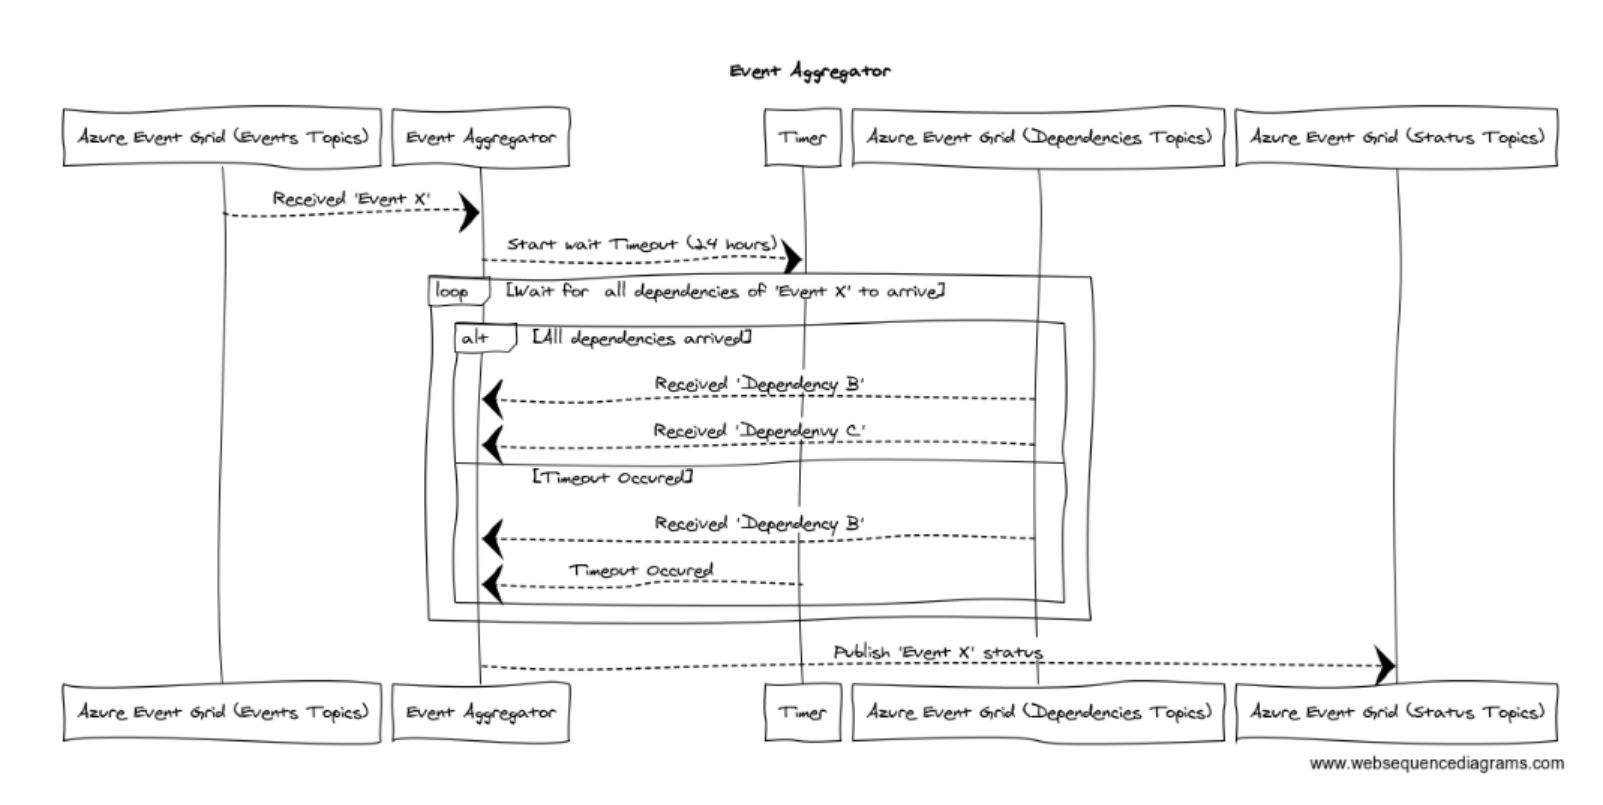 Event Aggregator
Azure Event Grid (Events Topics)
Event Aggregator
Timer
Azure Event Grid (Dependencies Topics)
Azure Event Grid (Status Topics)
Received 'Event X'
Start wait Timeout (24 hours)
loop
[Wait for all dependencies of 'Event X' to arrive]
alt
[All dependencies arrived]
Received 'Dependency B'
Received 'Dependenvy C'
[Timeout Occured]
Received 'Dependency B'
Timeout Occured
Publish 'Event X' status
Azure Event Grid (Events Topics)
Event Aggregator
Timer
Azure Event Grid (Dependencies Topics)
Azure Event Grid (Status Topics)
www.websequencediagrams.com